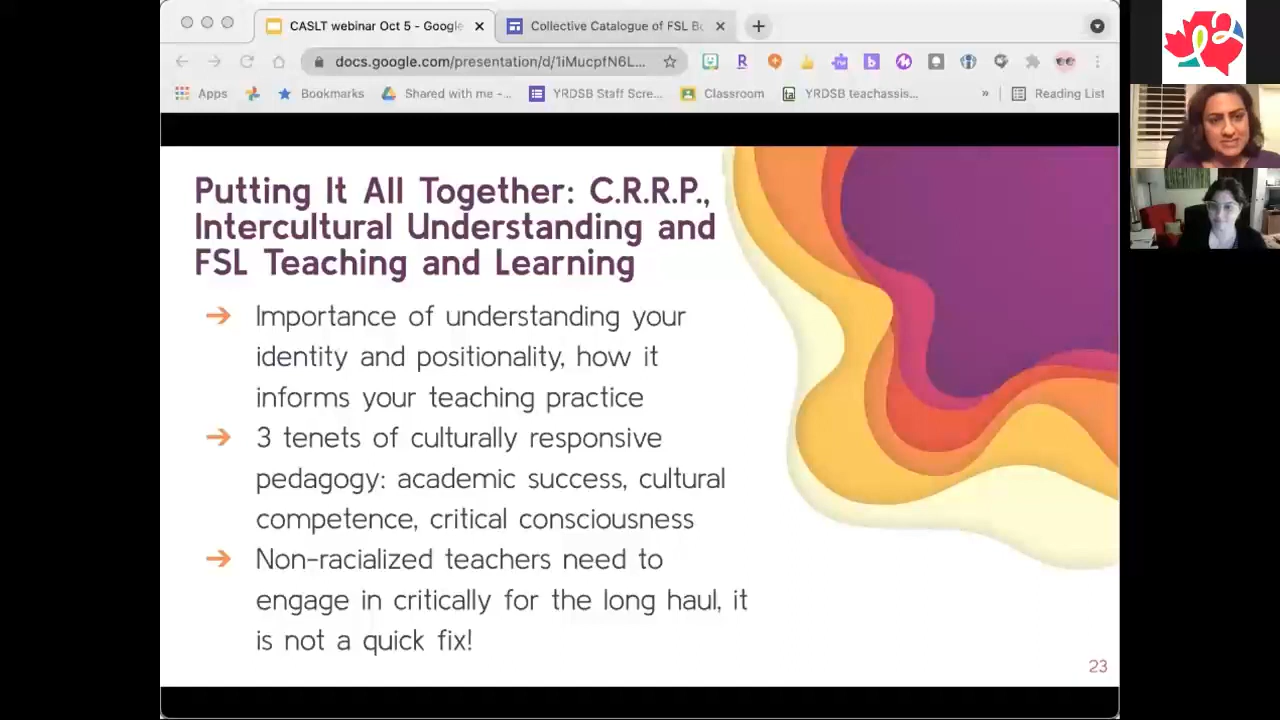 CASLT webinar Oct 5 - Google
Collective Catalogue of FSL Bo
docs.google.com/presentation/d/1iMucpfN6L...
Apps
Bookmarks
Shared with me -...
YRDSB Staff Scre...
Classroom
YRDSB teachassis...
»
Reading List
Putting It All Together: C.R.R.P.,
Intercultural Understanding and
FSL Teaching and Learning
➔ Importance of understanding your
identity and positionality, how it
informs your teaching practice
➔ 3 tenets of culturally responsive
pedagogy: academic success, cultural
competence, critical consciousness
➔ Non-racialized teachers need to
engage in critically for the long haul, it
is not a quick fix!
23